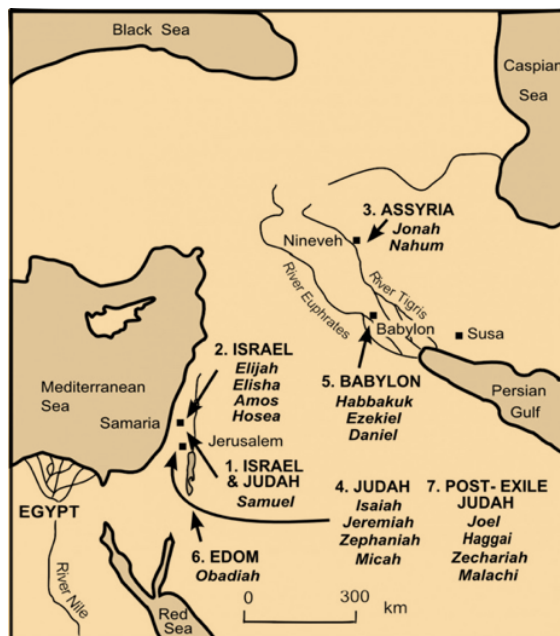 Black Sea
Caspian
Sea
3. ASSYRIA
Jonah
Nahum
Nineveh
River Tigris
River Euphrates
Babylon
Susa
2. ISRAEL
Elijah
Elisha
Amos
Hosea
Mediterranean
Sea
Samaria
5. BABYLON
Habbakuk
Ezekiel
Daniel
Persian
Gulf
Jerusalem
1. ISRAEL
& JUDAH
Samuel
4. JUDAH
Isaiah
Jeremiah
Zephaniah
Micah
7. POST- EXILE
JUDAH
Joel
Haggai
Zechariah
Malachi
EGYPT
6. EDOM
Obadiah
River Nile
Red
Sea
0
300
km